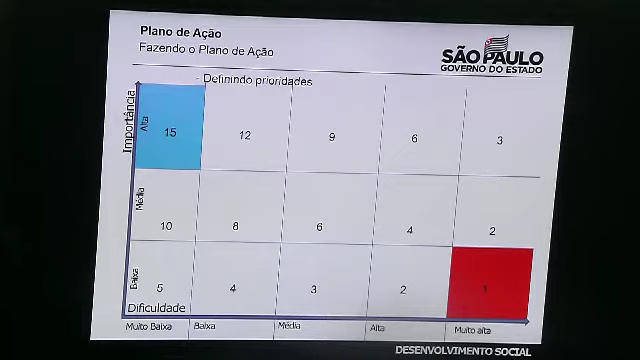 Plano de Ação
Fazendo o Plano de Ação
SÃO PAULO
GOVERNO DO ESTADO
- Definindo prioridades
Importância
Alta
15 12 9 6 3
Média
10 8 6 4 2
Baixa
5 4 3 2 1
Dificuldade
Muito Baixa Baixa Média Alta Muito alta
DESENVOLVIMENTO SOCIAL